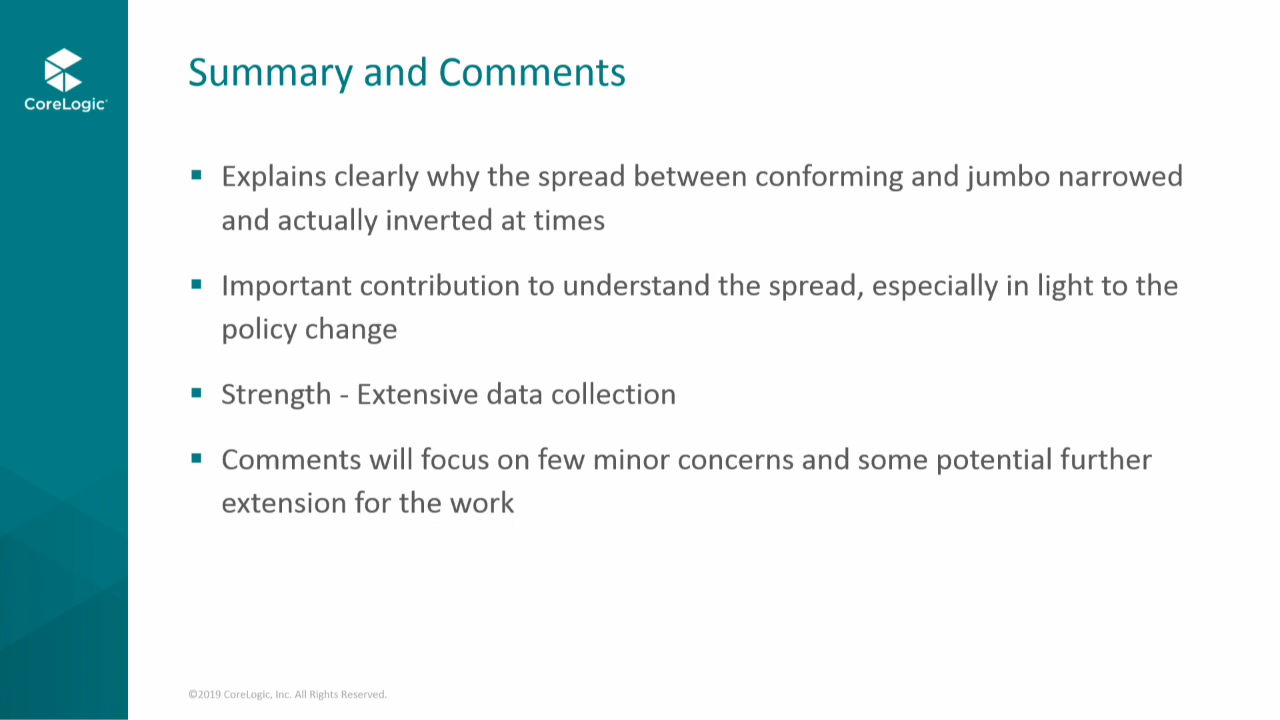 CoreLogic
Summary and Comments
▪ Explains clearly why the spread between conforming and jumbo narrowed
and actually inverted at times
▪ Important contribution to understand the spread, especially in light to the
policy change
▪ Strength - Extensive data collection
▪ Comments will focus on few minor concerns and some potential further
extension for the work
©2019 CoreLogic, Inc. All Rights Reserved.